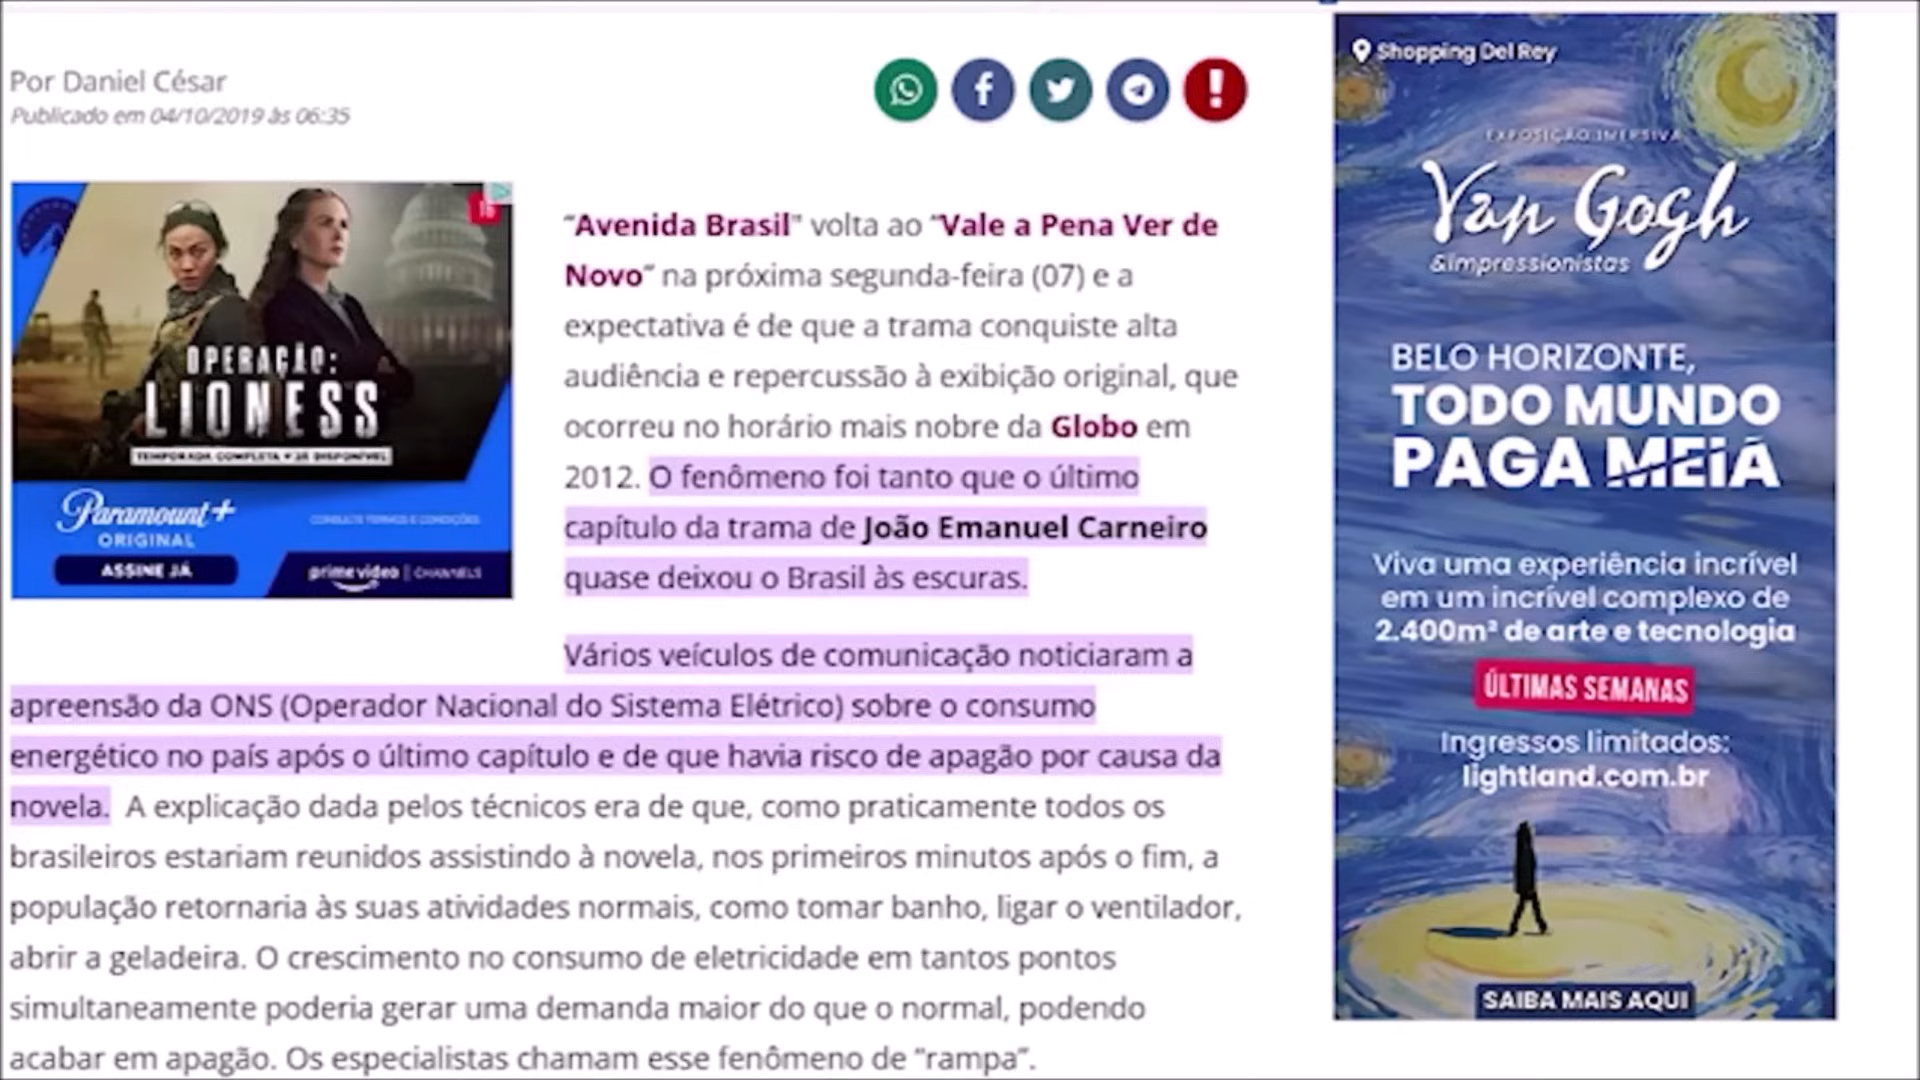 Por Daniel César
Publicado em 04/10/2019 às 06:35
"Avenida Brasil" volta ao "Vale a Pena Ver de
Novo" na próxima segunda-feira (07) e a
expectativa é de que a trama conquiste alta
audiência e repercussão à exibição original, que
ocorreu no horário mais nobre da Globo em
2012. O fenômeno foi tanto que o último
capítulo da trama de João Emanuel Carneiro
quase deixou o Brasil às escuras.
Vários veículos de comunicação noticiaram a
apreensão da ONS (Operador Nacional do Sistema Elétrico) sobre o consumo
energético no país após o último capítulo e de que havia risco de apagão por causa da
novela. A explicação dada pelos técnicos era de que, como praticamente todos os
brasileiros estariam reunidos assistindo à novela, nos primeiros minutos após o fim, a
população retornaria às suas atividades normais, como tomar banho, ligar o ventilador,
abrir a geladeira. O crescimento no consumo de eletricidade em tantos pontos
simultaneamente poderia gerar uma demanda maior do que o normal, podendo
acabar em apagão. Os especialistas chamam esse fenômeno de "rampa".
OPERAÇÃO:
LIONESS
TEMPORADA COMPLETA JÁ DISPONÍVEL
Paramount+
ORIGINAL
CONSULTE TERMOS E CONDIÇÕES
ASSINE JÁ
prime video | CHANNELS
Shopping Del Rey
EXPOSIÇÃO IMERSIVA
Van Gogh
&Impressionistas
BELO HORIZONTE,
TODO MUNDO
PAGA MEIA
Viva uma experiência incrível
em um incrível complexo de
2.400m² de arte e tecnologia
ÚLTIMAS SEMANAS
Ingressos limitados:
lightland.com.br
SAIBA MAIS AQUI